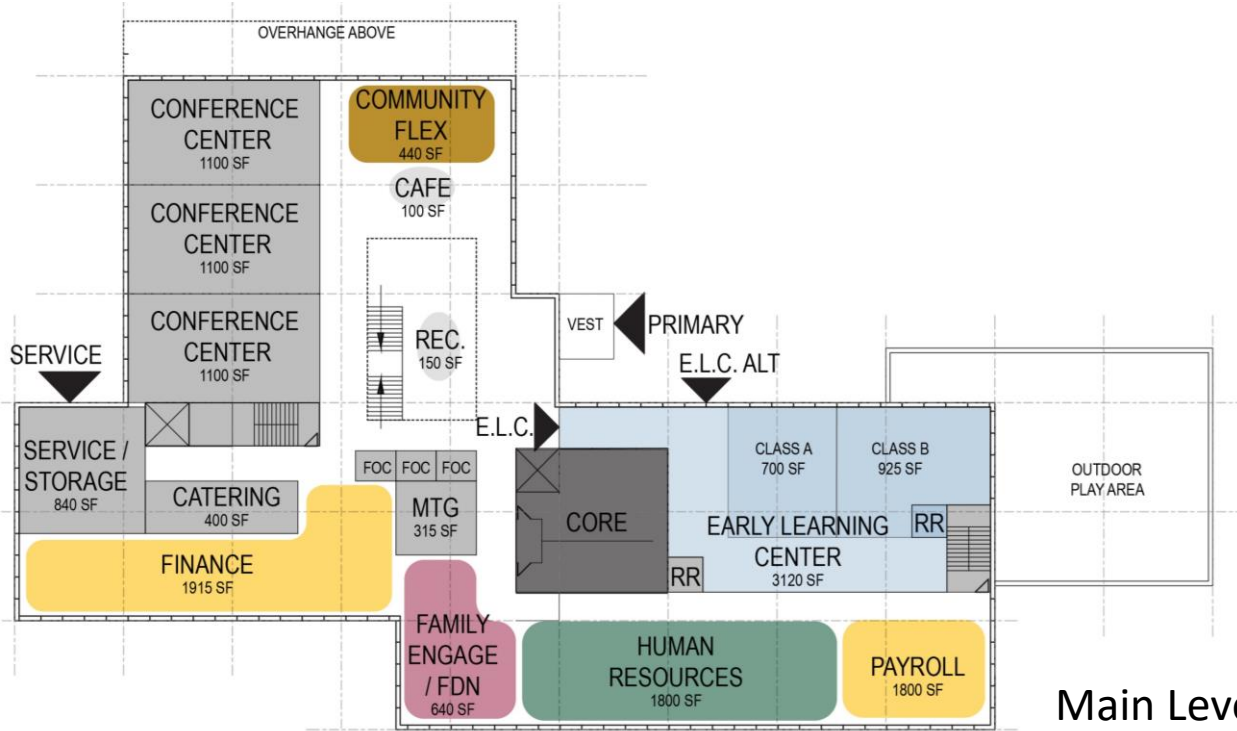 OVERHANGE ABOVE
CONFERENCE
CENTER
1100 SF
COMMUNITY
FLEX
440 SF
CAFE
100 SF
CONFERENCE
CENTER
1100 SF
CONFERENCE
CENTER
1100 SF
REC.
150 SF
VEST
PRIMARY
SERVICE
E.L.C. ALT
E.L.C.
SERVICE /
STORAGE
840 SF
CATERING
400 SF
FOC FOC FOC
MTG
315 SF
CORE
CLASS A
700 SF
CLASS B
925 SF
OUTDOOR
PLAY AREA
EARLY LEARNING
CENTER
3120 SF
RR
RR
FINANCE
1915 SF
FAMILY
ENGAGE
/ FDN
640 SF
HUMAN
RESOURCES
1800 SF
PAYROLL
1800 SF
Main Leve